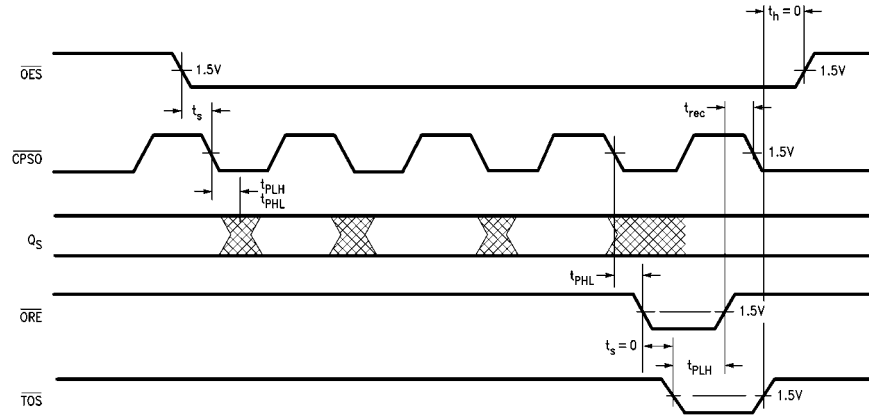 t_h = 0
OES
1.5V
1.5V
t_s
t_rec
CPSO
1.5V
t_PLH
t_PHL
Q_S
t_PHL
ORE
1.5V
t_s = 0
t_PLH
TOS
1.5V